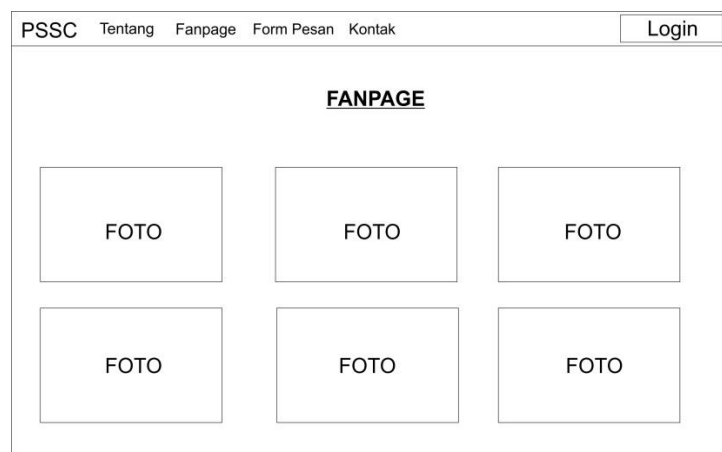 PSSC Tentang Fanpage Form Pesan Kontak Login
FANPAGE
FOTO FOTO FOTO
FOTO FOTO FOTO